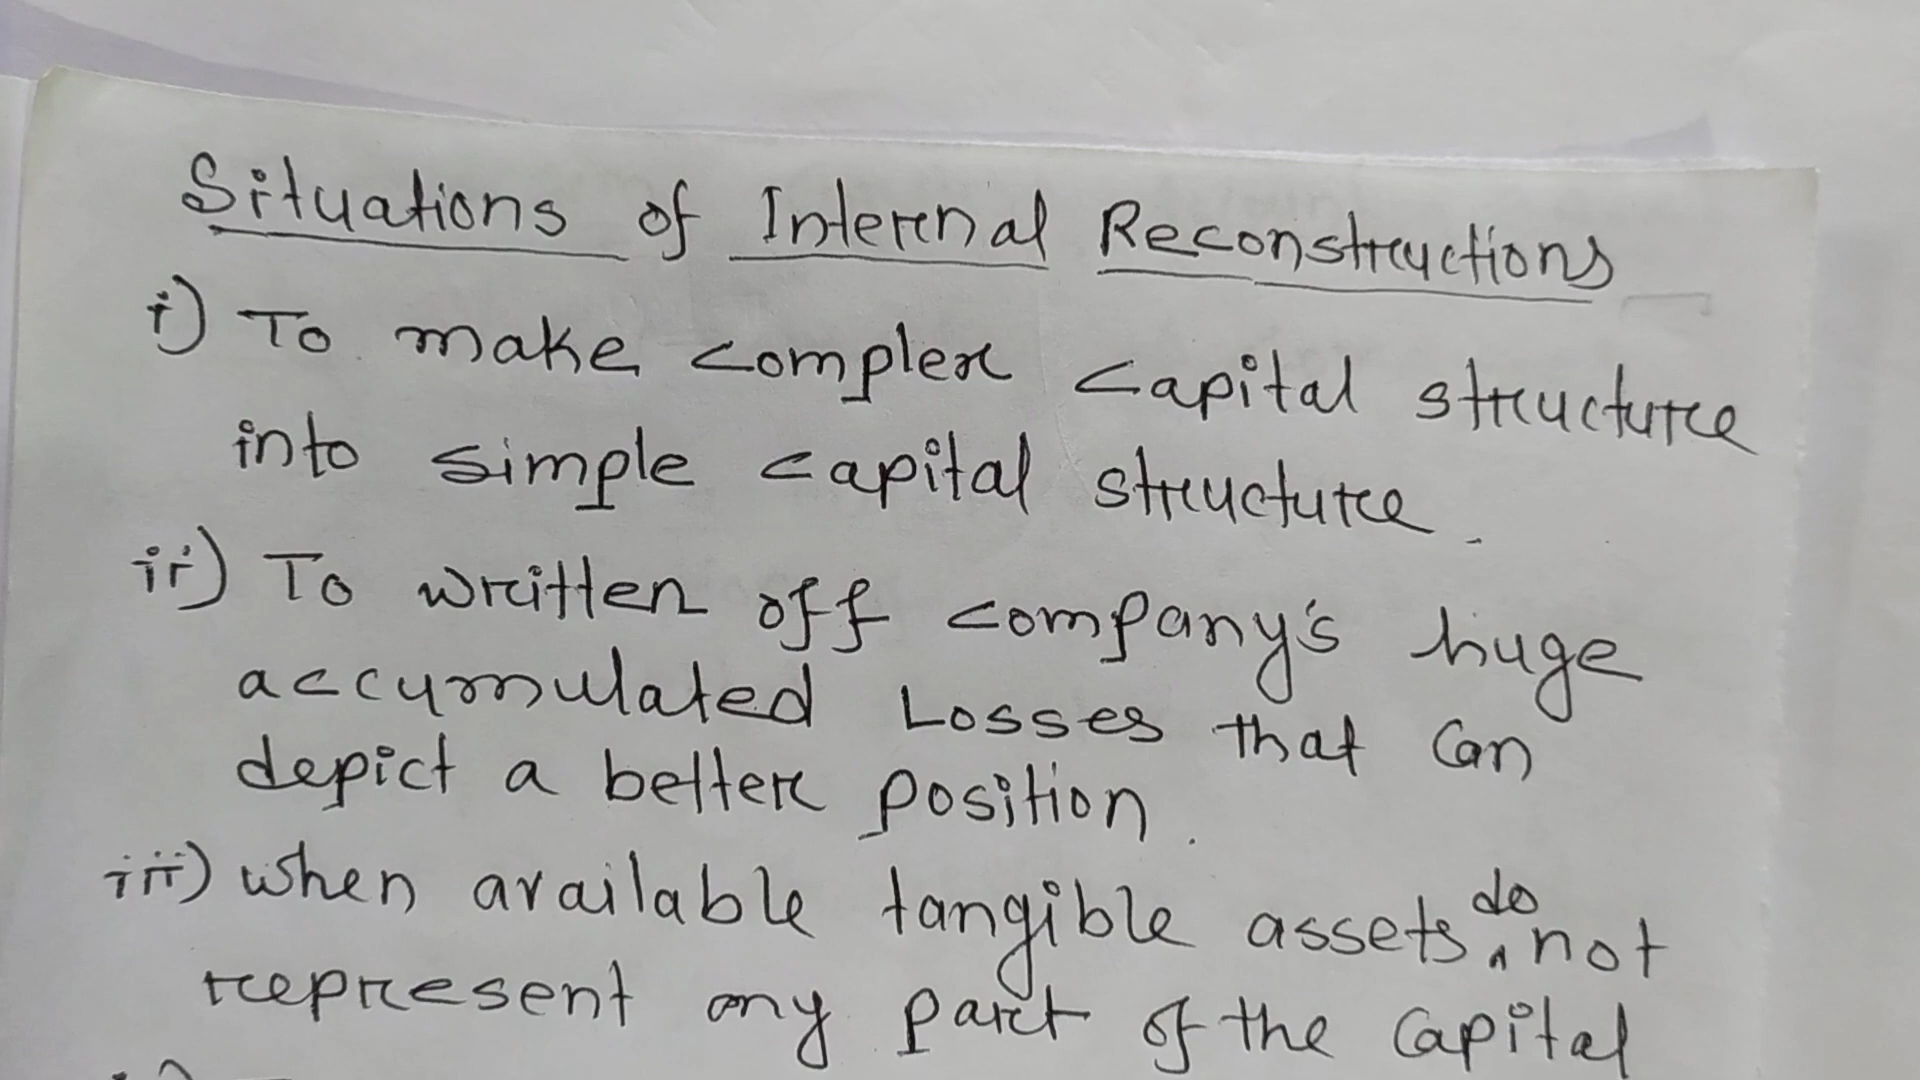 Situations of Internal Reconstructions
i) To make complex capital structure
into simple capital structure.
ii) To written off company's huge
accumulated Losses that can
depict a better position.
iii) when available tangible assets do not
represent any part of the capital